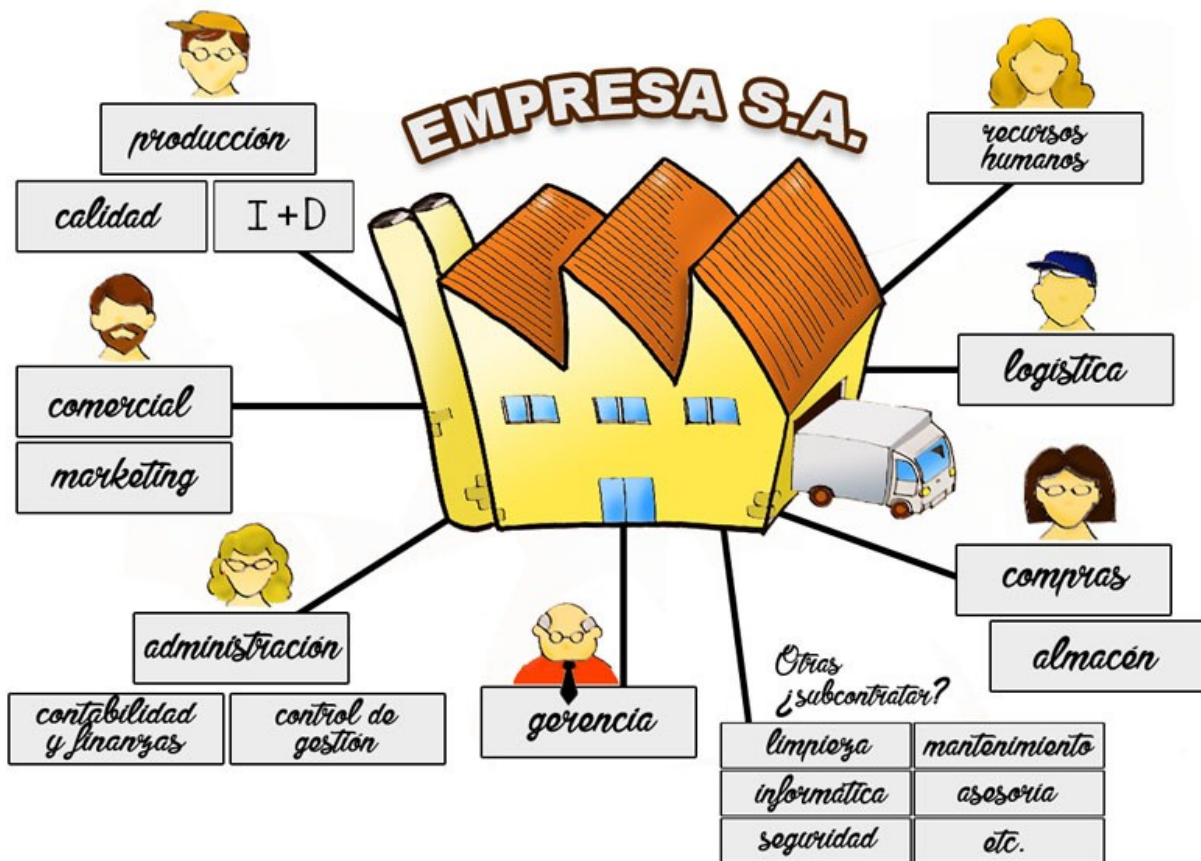 EMPRESA S.A.
producción
calidad
I+D
comercial
marketing
administración
contabilidad
y finanzas
control de
gestión
gerencia
Otras
¿subcontratar?
limpieza
mantenimiento
informática
asesoría
seguridad
etc.
recursos
humanos
logística
compras
almacén